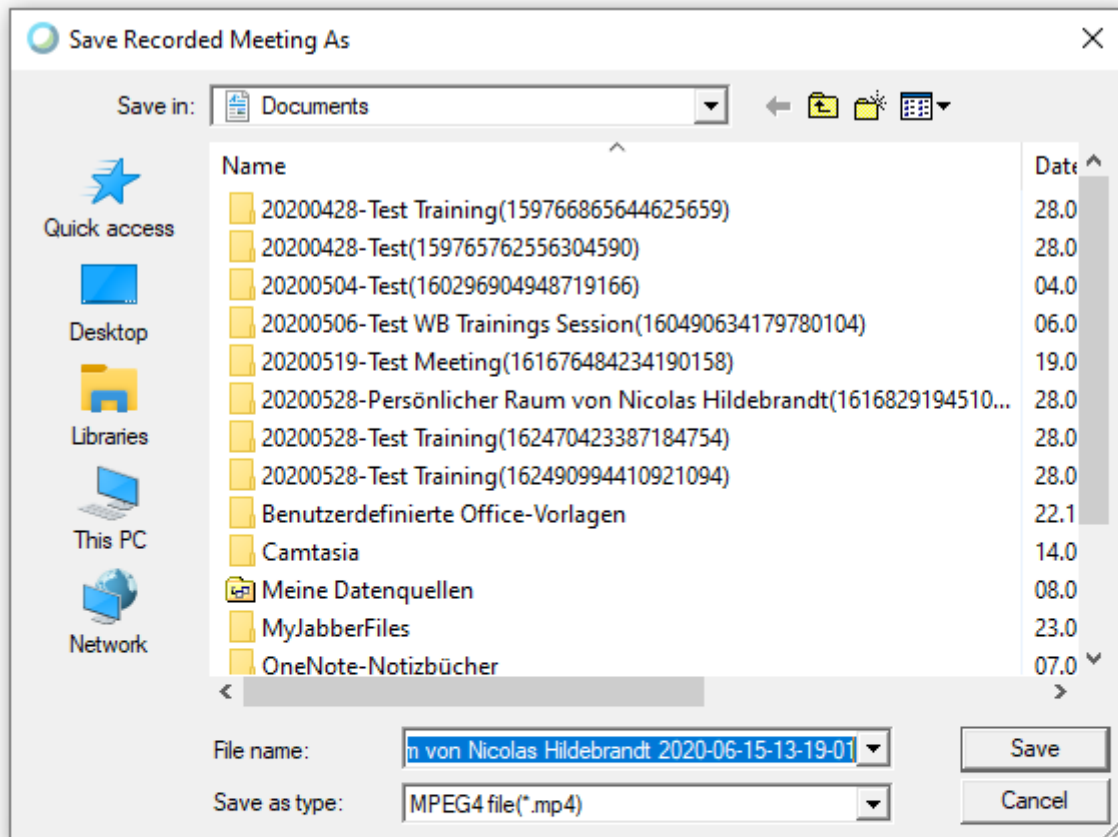 Save Recorded Meeting As
Save in: Documents
Name Date
20200428-Test Training(159766865644625659) 28.0
20200428-Test(159765762556304590) 28.0
20200504-Test(160296904948719166) 04.0
20200506-Test WB Trainings Session(160490634179780104) 06.0
20200519-Test Meeting(161676484234190158) 19.0
20200528-Persönlicher Raum von Nicolas Hildebrandt(1616829194510... 28.0
20200528-Test Training(162470423387184754) 28.0
20200528-Test Training(162490994410921094) 28.0
Benutzerdefinierte Office-Vorlagen 22.1
Camtasia 14.0
Meine Datenquellen 08.0
MyJabberFiles 23.0
OneNote-Notizbücher 07.0
Quick access
Desktop
Libraries
This PC
Network
File name: m von Nicolas Hildebrandt 2020-06-15-13-19-01 Save
Save as type: MPEG4 file(*.mp4) Cancel